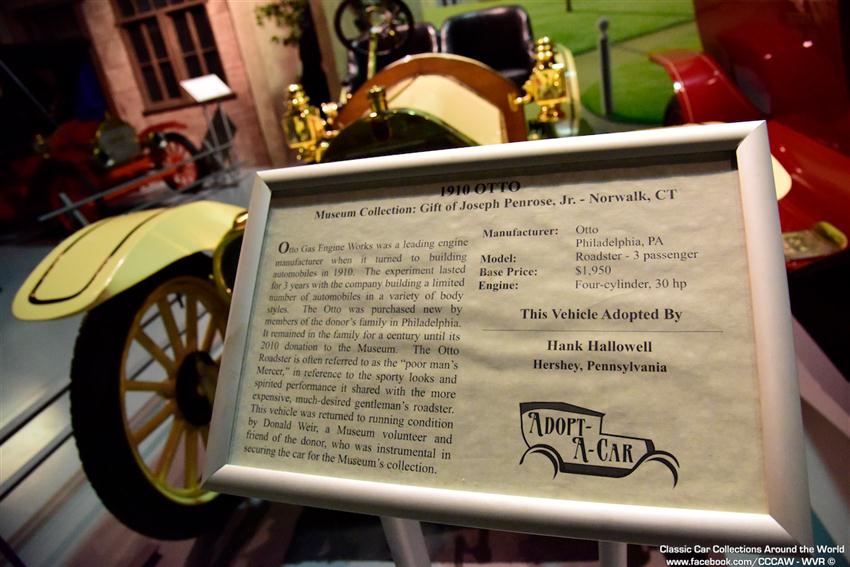 1910 OTTO
Museum Collection: Gift of Joseph Penrose, Jr. - Norwalk, CT
Otto Gas Engine Works was a leading engine
manufacturer when it turned to building
automobiles in 1910. The experiment lasted
for 3 years with the company building a limited
number of automobiles in a variety of body
styles. The Otto was purchased new by
members of the donor's family in Philadelphia.
It remained in the family for a century until its
2010 donation to the Museum. The Otto
Roadster is often referred to as the "poor man's
Mercer," in reference to the sporty looks and
spirited performance it shared with the more
expensive, much-desired gentleman's roadster.
This vehicle was returned to running condition
by Donald Weir, a Museum volunteer and
friend of the donor, who was instrumental in
securing the car for the Museum's collection.
Manufacturer: Otto
Philadelphia, PA
Model: Roadster - 3 passenger
Base Price: $1,950
Engine: Four-cylinder, 30 hp
This Vehicle Adopted By
Hank Hallowell
Hershey, Pennsylvania
ADOPT-
A-CAR
Classic Car Collections Around the World
www.facebook.com/CCCAW - WVR ©